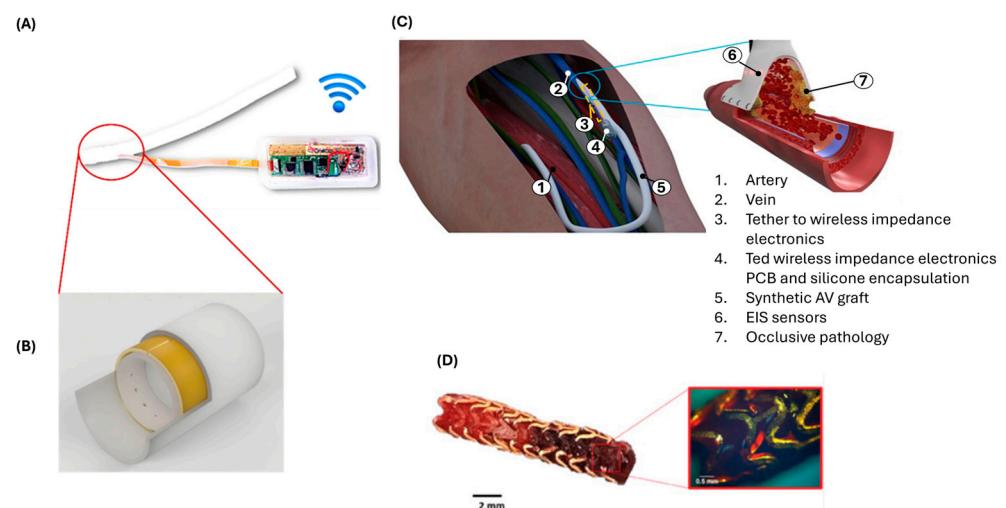 (A)
(C)
6
7
2
3
4
1
5
1. Artery
2. Vein
3. Tether to wireless impedance
electronics
4. Ted wireless impedance electronics
PCB and silicone encapsulation
5. Synthetic AV graft
6. EIS sensors
7. Occlusive pathology
(B)
(D)
0.5 mm
2 mm